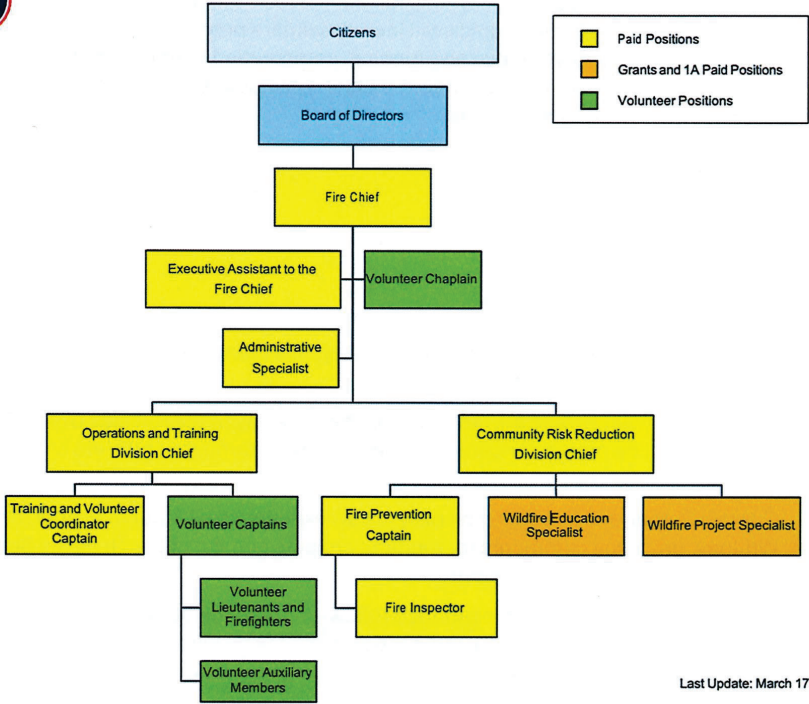 Citizens
Paid Positions
Grants and 1A Paid Positions
Volunteer Positions
Board of Directors
Fire Chief
Executive Assistant to the
Fire Chief
Volunteer Chaplain
Administrative
Specialist
Operations and Training
Division Chief
Community Risk Reduction
Division Chief
Training and Volunteer
Coordinator
Captain
Volunteer Captains
Fire Prevention
Captain
Wildfire Education
Specialist
Wildfire Project Specialist
Volunteer
Lieutenants and
Firefighters
Fire Inspector
Volunteer Auxiliary
Members
Last Update: March 17